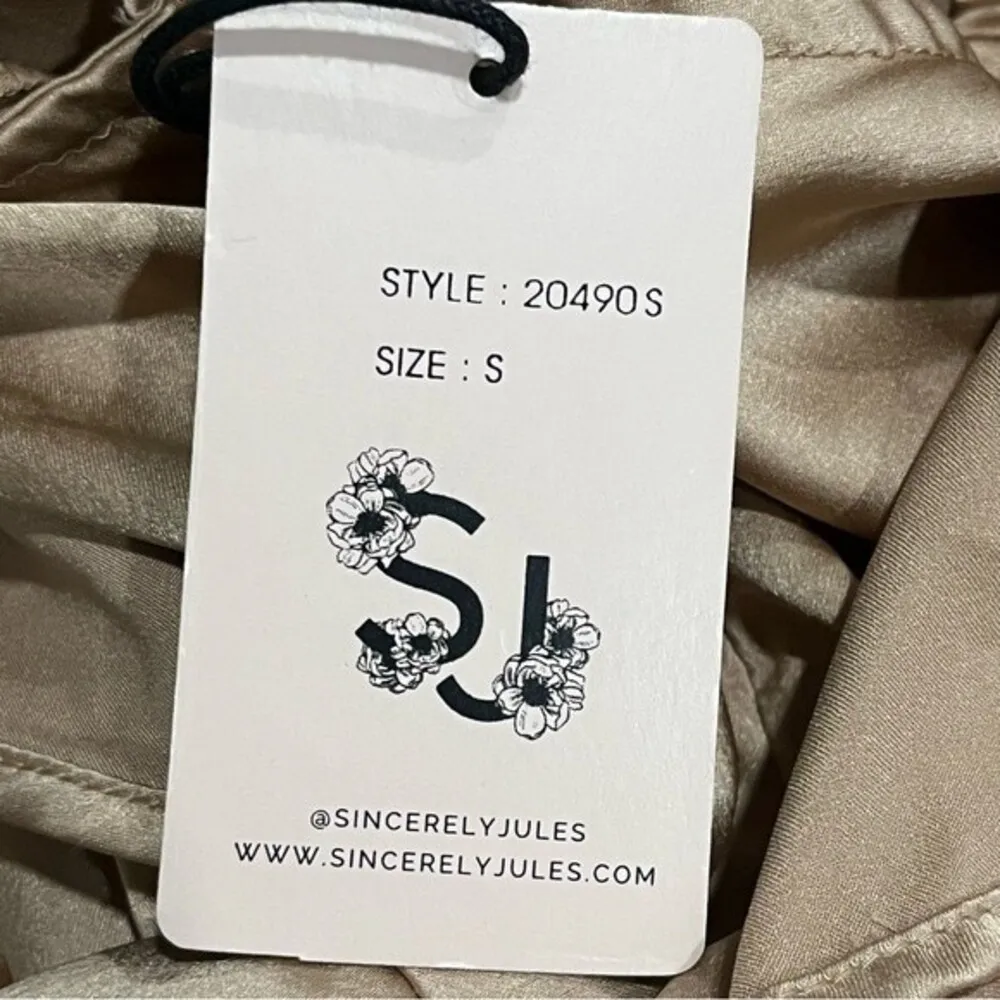 STYLE : 20490S
SIZE : S
SJ
@SINCERELYJULES
WWW.SINCERELYJULES.COM